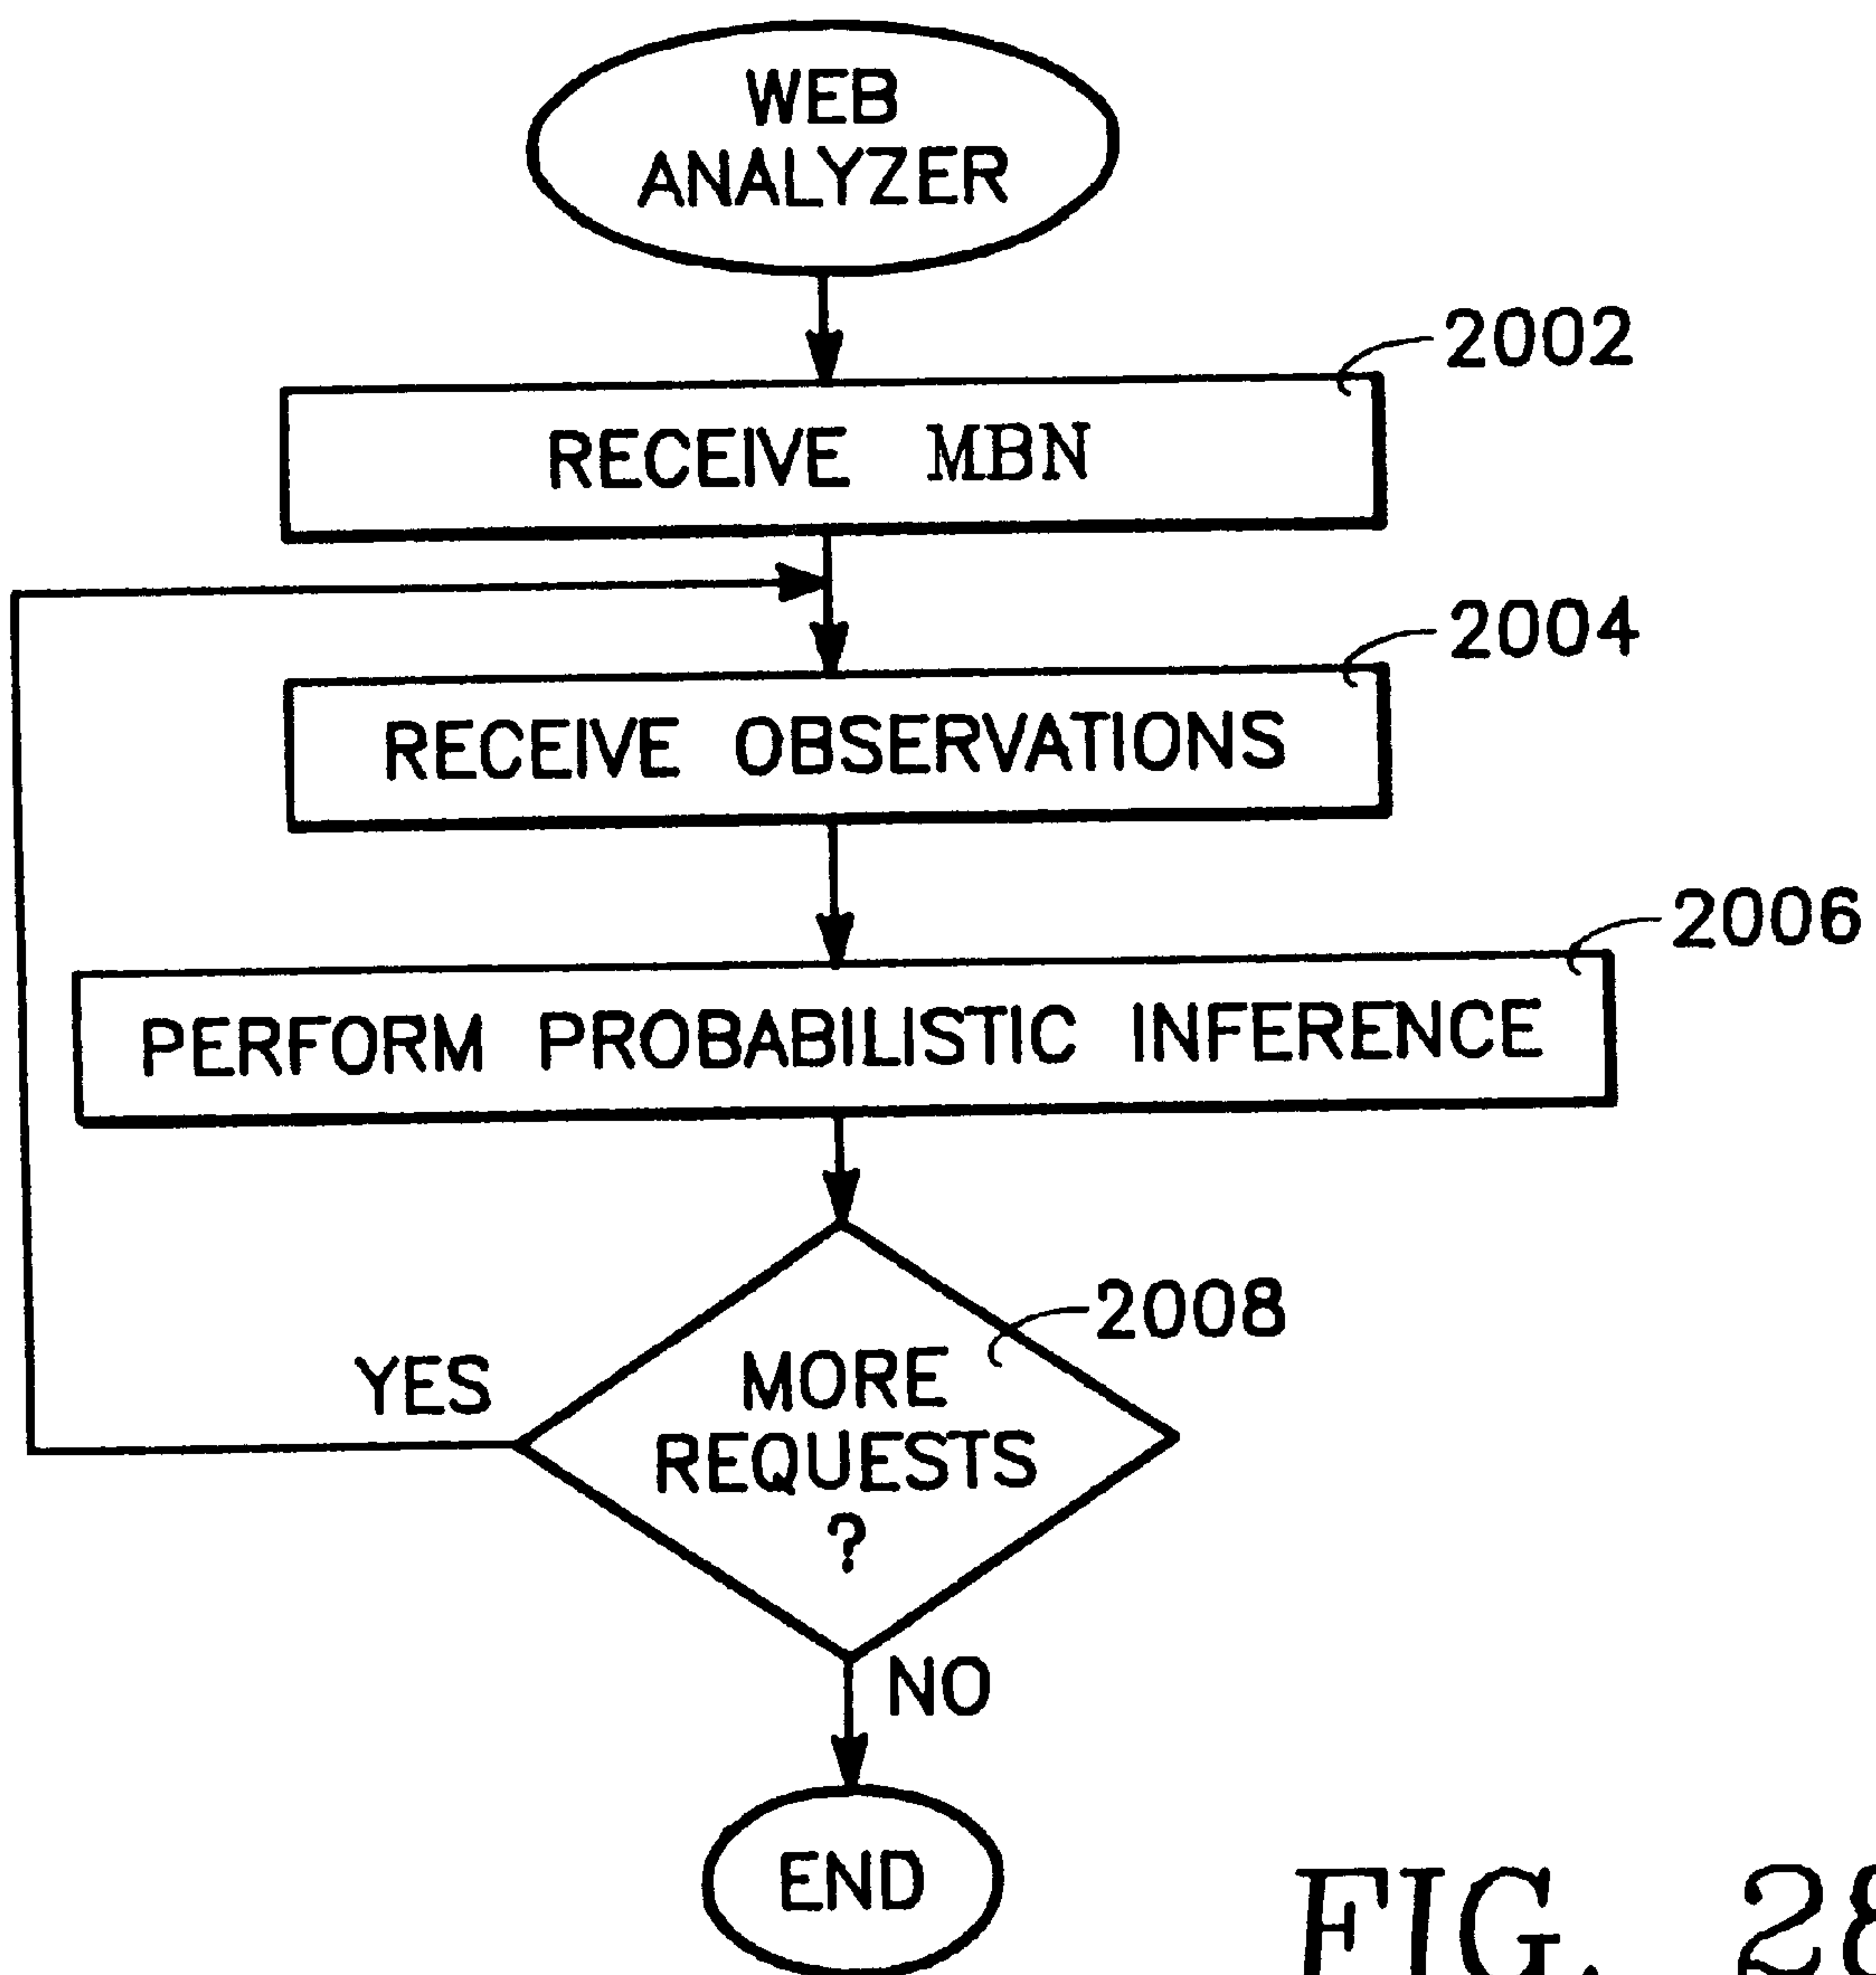 WEB
ANALYZER
2002
RECEIVE MBN
2004
RECEIVE OBSERVATIONS
2006
PERFORM PROBABILISTIC INFERENCE
2008
MORE
REQUESTS
?
YES
NO
END
FIG. 28